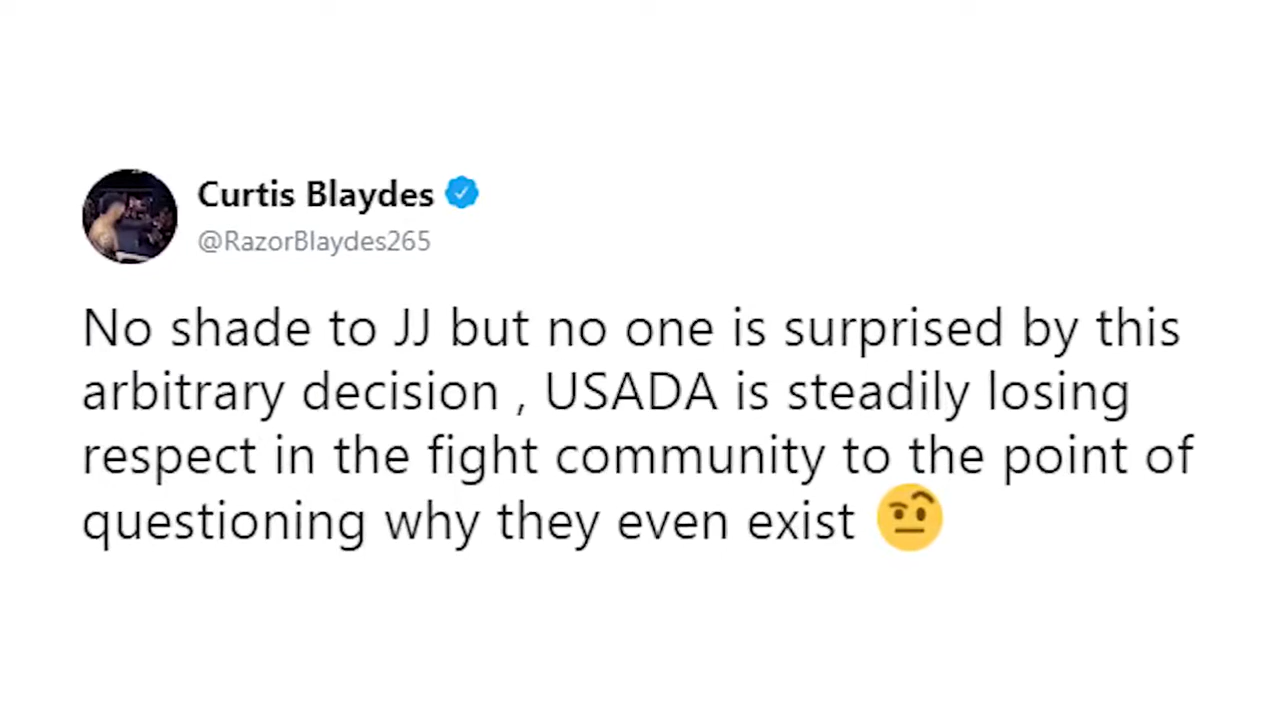 Curtis Blaydes
@RazorBlaydes265
No shade to JJ but no one is surprised by this
arbitrary decision , USADA is steadily losing
respect in the fight community to the point of
questioning why they even exist 🤨